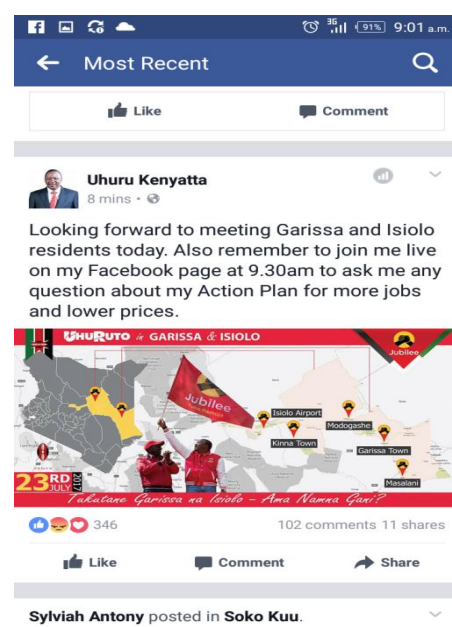 91% 9:01 a.m.
Most Recent
Like Comment
Uhuru Kenyatta
8 mins
Looking forward to meeting Garissa and Isiolo
residents today. Also remember to join me live
on my Facebook page at 9.30am to ask me any
question about my Action Plan for more jobs
and lower prices.
UHURUTO in GARISSA & ISIOLO
Jubilee
Jubilee
Isiolo Airport
Modogashe
Kinna Town
Garissa Town
Masalani
23RD
JULY
2017
Takutane Garissa na Isiolo – Ama Namna Gani?
346 102 comments 11 shares
Like Comment Share
Sylviah Antony posted in Soko Kuu.